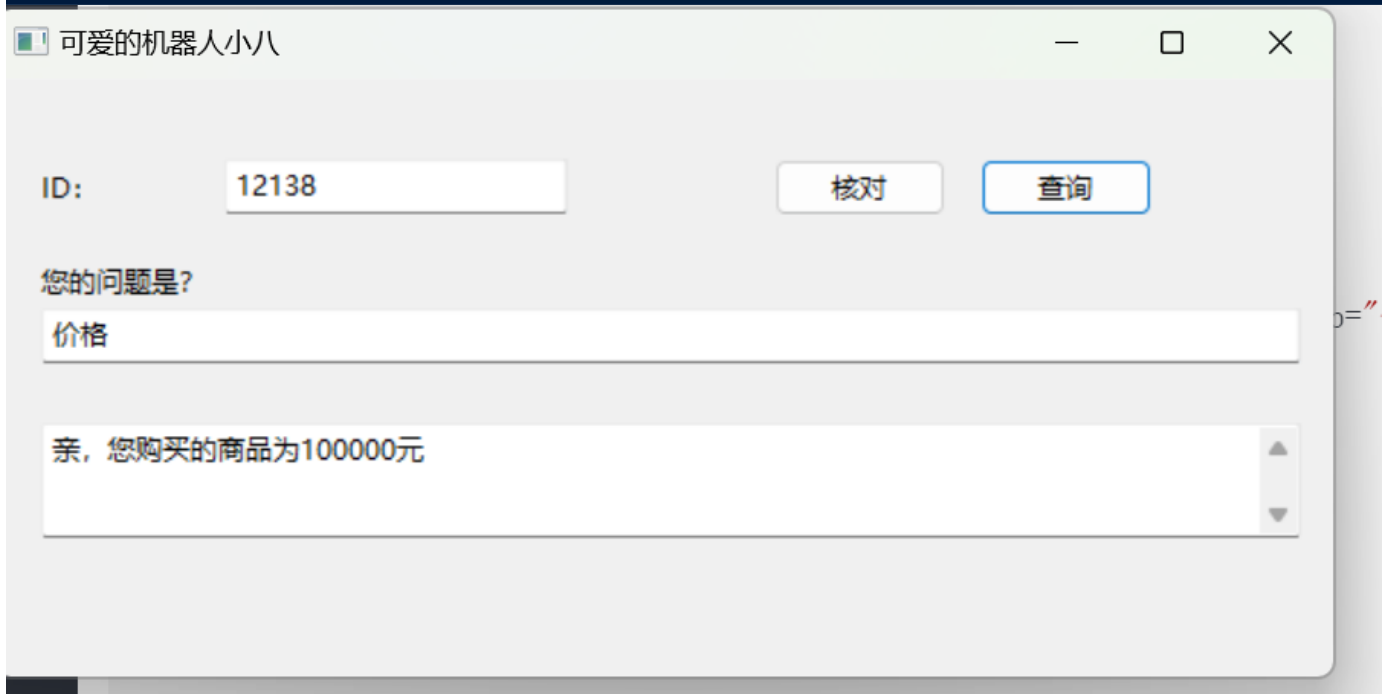 可爱的机器人小八
ID:
12138
核对
查询
您的问题是?
价格
亲，您购买的商品为100000元
="